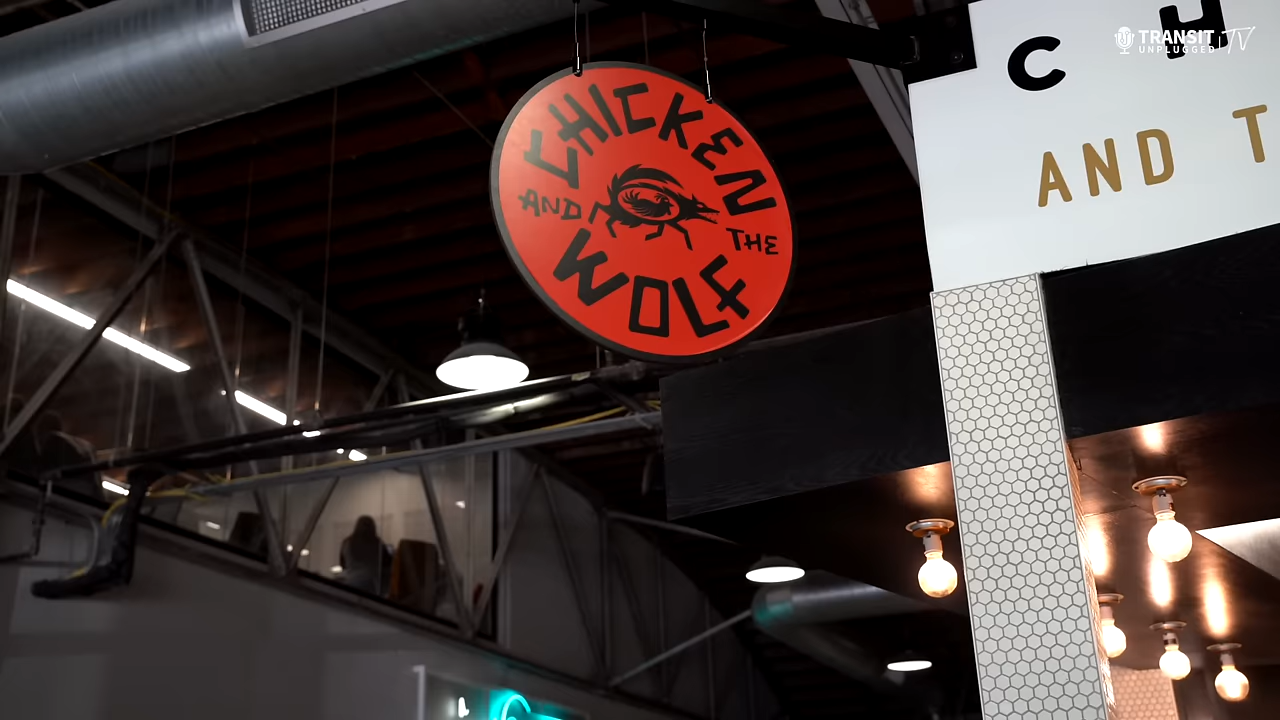 CHICKEN
AND THE
WOLF
C H
AND T
TRANSIT
UNPLUGGED TV